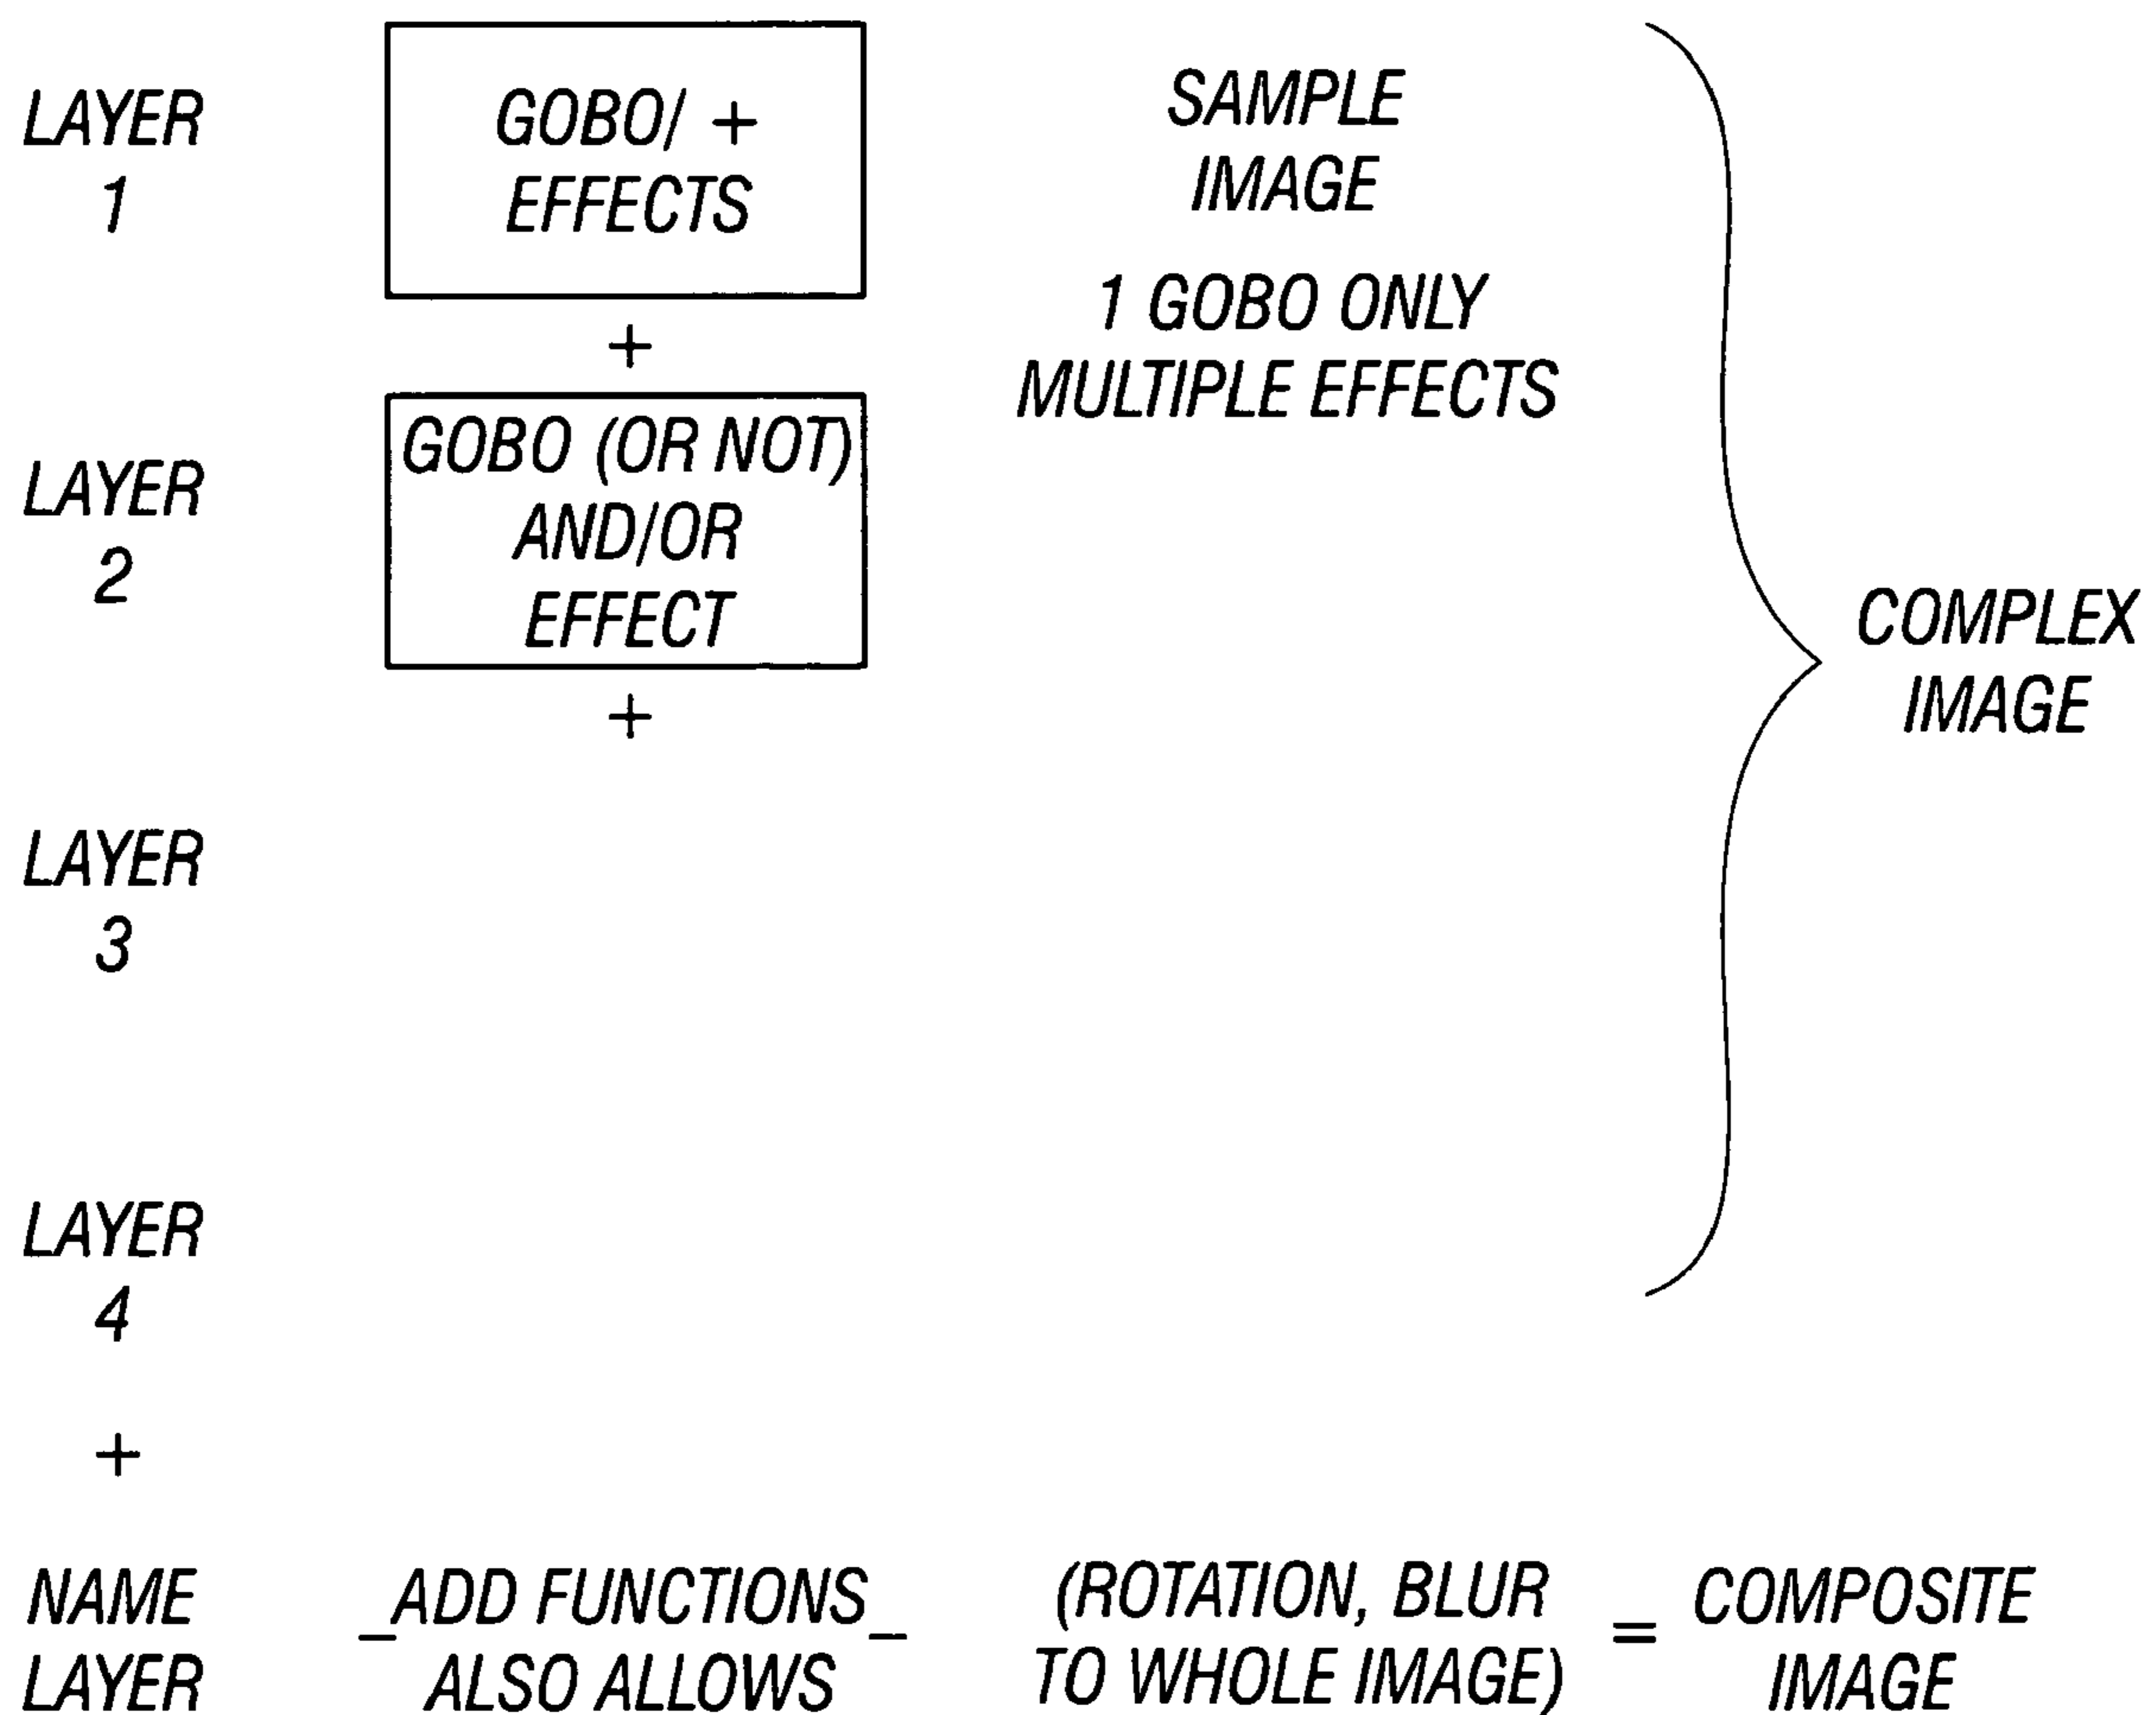 LAYER
1
GOBO/ +
EFFECTS
SAMPLE
IMAGE
1 GOBO ONLY
MULTIPLE EFFECTS
+
LAYER
2
GOBO (OR NOT)
AND/OR
EFFECT
+
COMPLEX
IMAGE
LAYER
3
LAYER
4
+
NAME
LAYER
_ADD FUNCTIONS_
ALSO ALLOWS
(ROTATION, BLUR
TO WHOLE IMAGE)
=
COMPOSITE
IMAGE